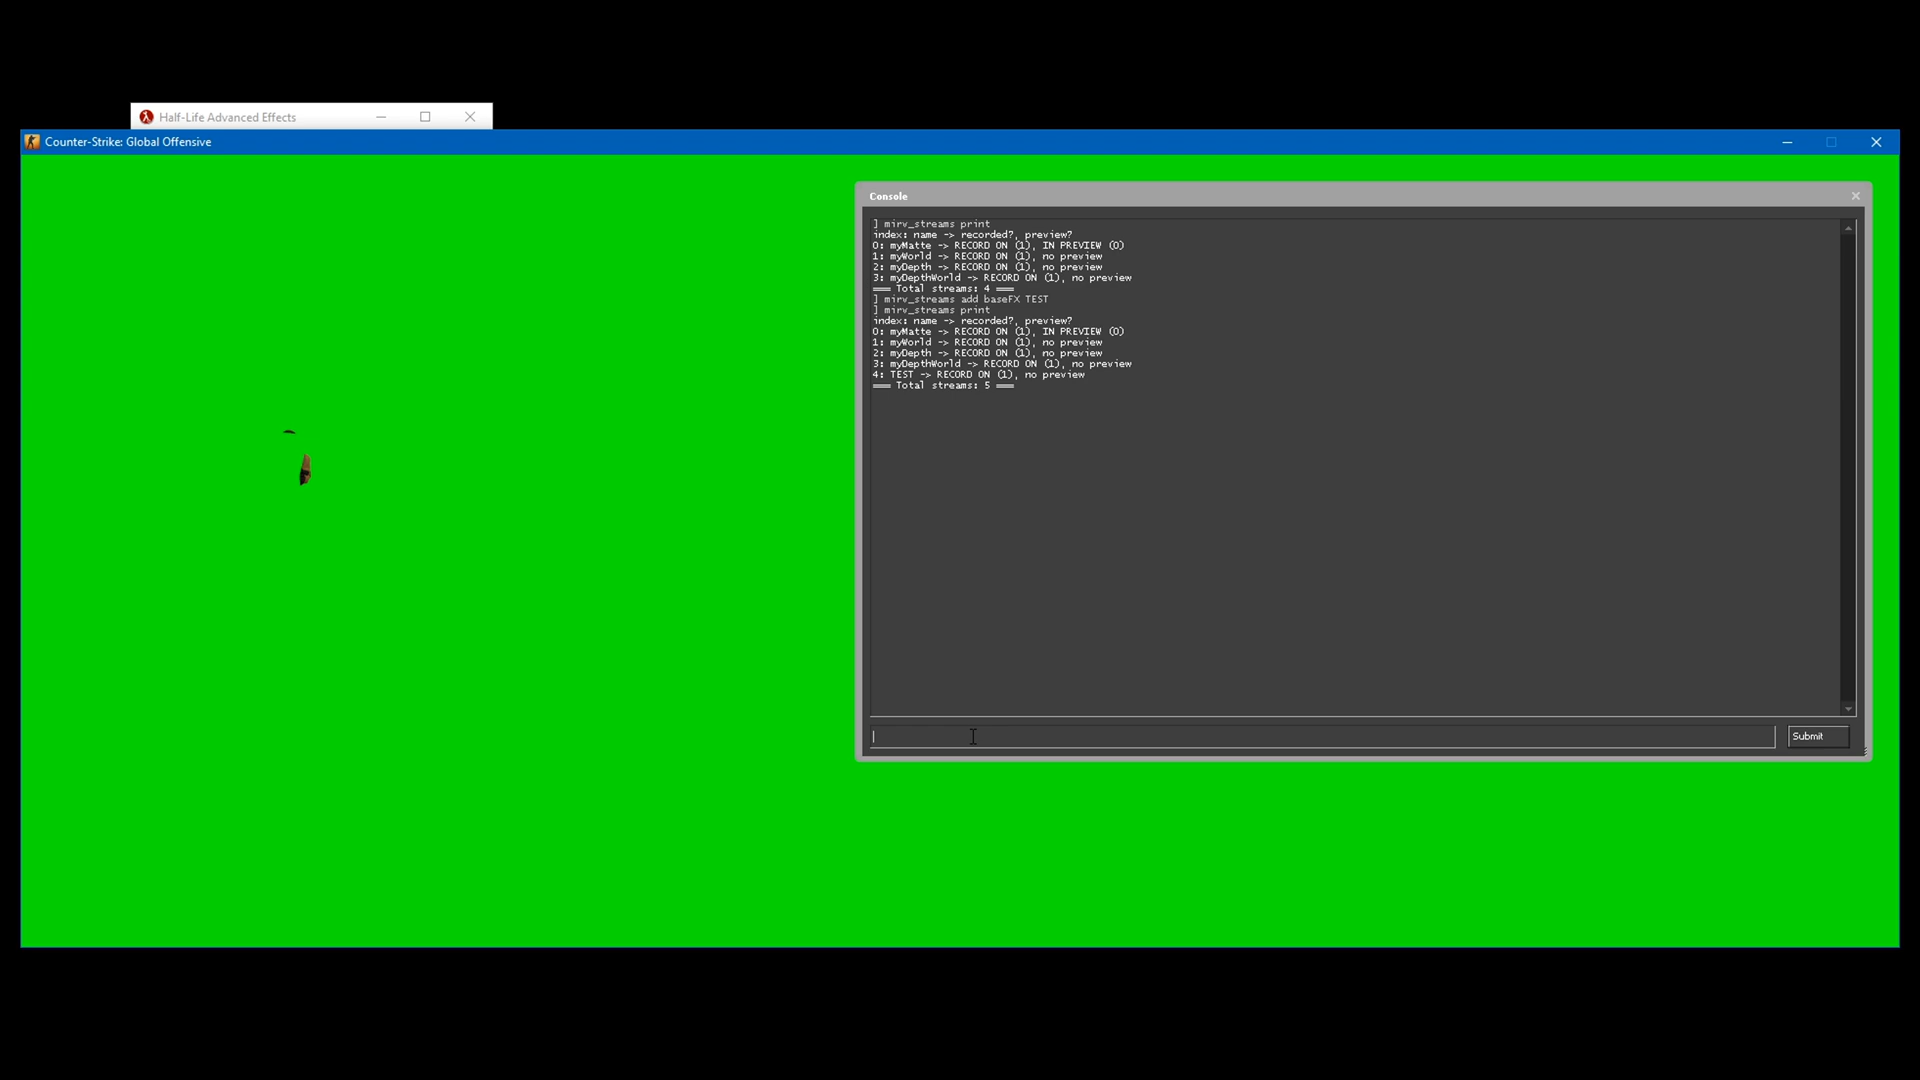 Half-Life Advanced Effects
Counter-Strike: Global Offensive
Console
] mirv_streams print
index: name -> recorded?, preview?
0: myMatte -> RECORD ON (1), IN PREVIEW (0)
1: myWorld -> RECORD ON (1), no preview
2: myDepth -> RECORD ON (1), no preview
3: myDepthWorld -> RECORD ON (1), no preview
=== Total streams: 4 ===
] mirv_streams add baseFX TEST
] mirv_streams print
index: name -> recorded?, preview?
0: myMatte -> RECORD ON (1), IN PREVIEW (0)
1: myWorld -> RECORD ON (1), no preview
2: myDepth -> RECORD ON (1), no preview
3: myDepthWorld -> RECORD ON (1), no preview
4: TEST -> RECORD ON (1), no preview
=== Total streams: 5 ===
Submit